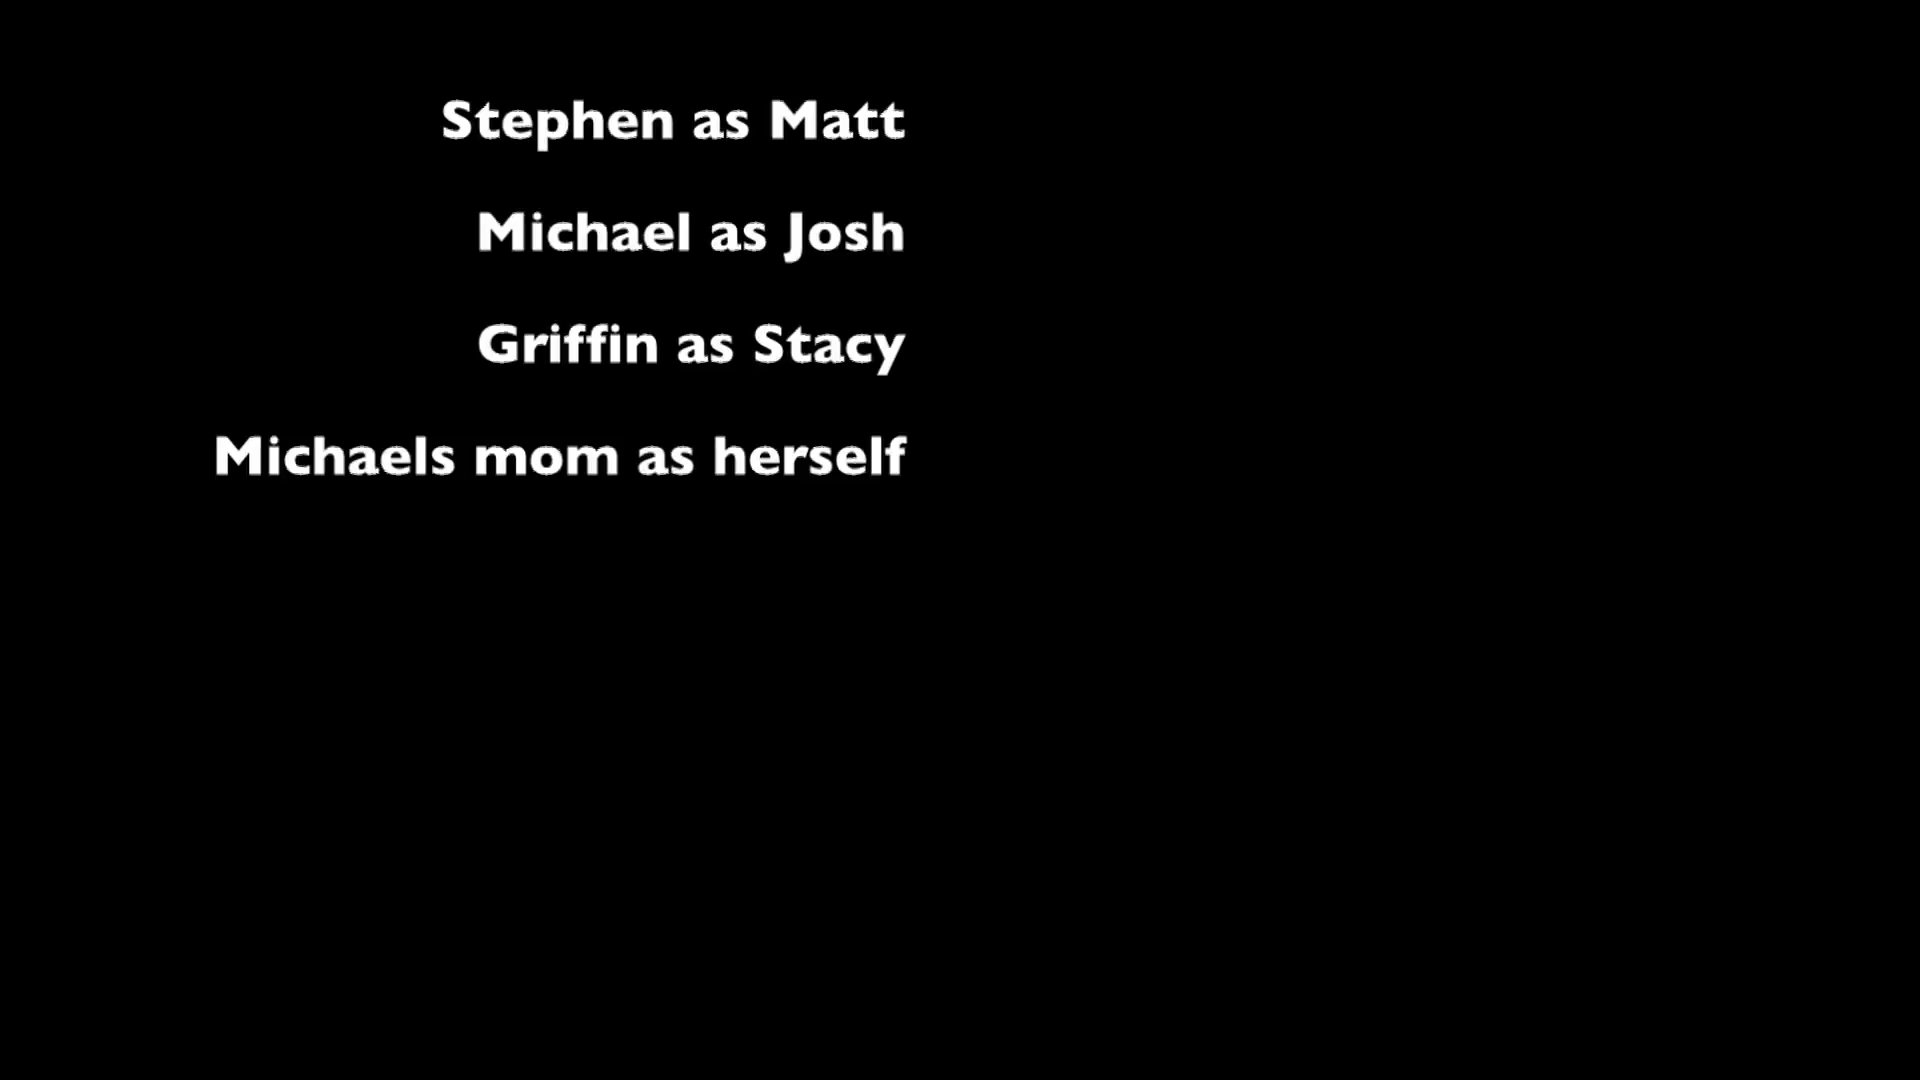 Stephen as Matt
Michael as Josh
Griffin as Stacy
Michaels mom as herself